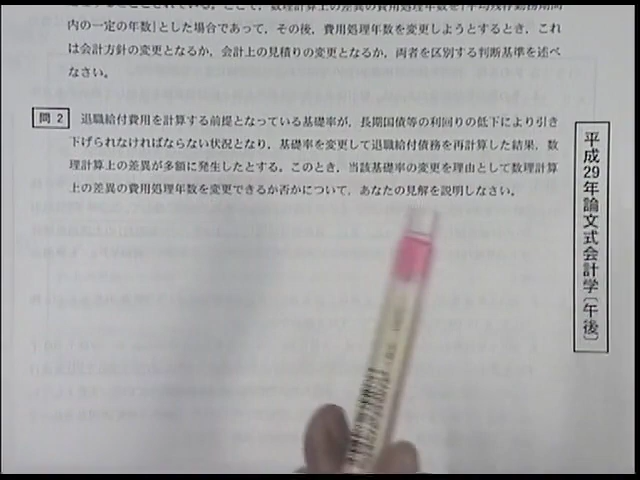 内の一定の年数」とした場合であって、その後、費用処理年数を変更しようとするとき、これ
は会計方針の変更となるか、会計上の見積りの変更となるか、両者を区別する判断基準を述べ
なさい。
問2 退職給付費用を計算する前提となっている基礎率が、長期国債等の利回りの低下により引き
下げられなければならない状況となり、基礎率を変更して退職給付債務を再計算した結果、数
理計算上の差異が多額に発生したとする。このとき、当該基礎率の変更を理由として数理計算
上の差異の費用処理年数を変更できるか否かについて、あなたの見解を説明しなさい。
平成29年論文式会計学〔午後〕